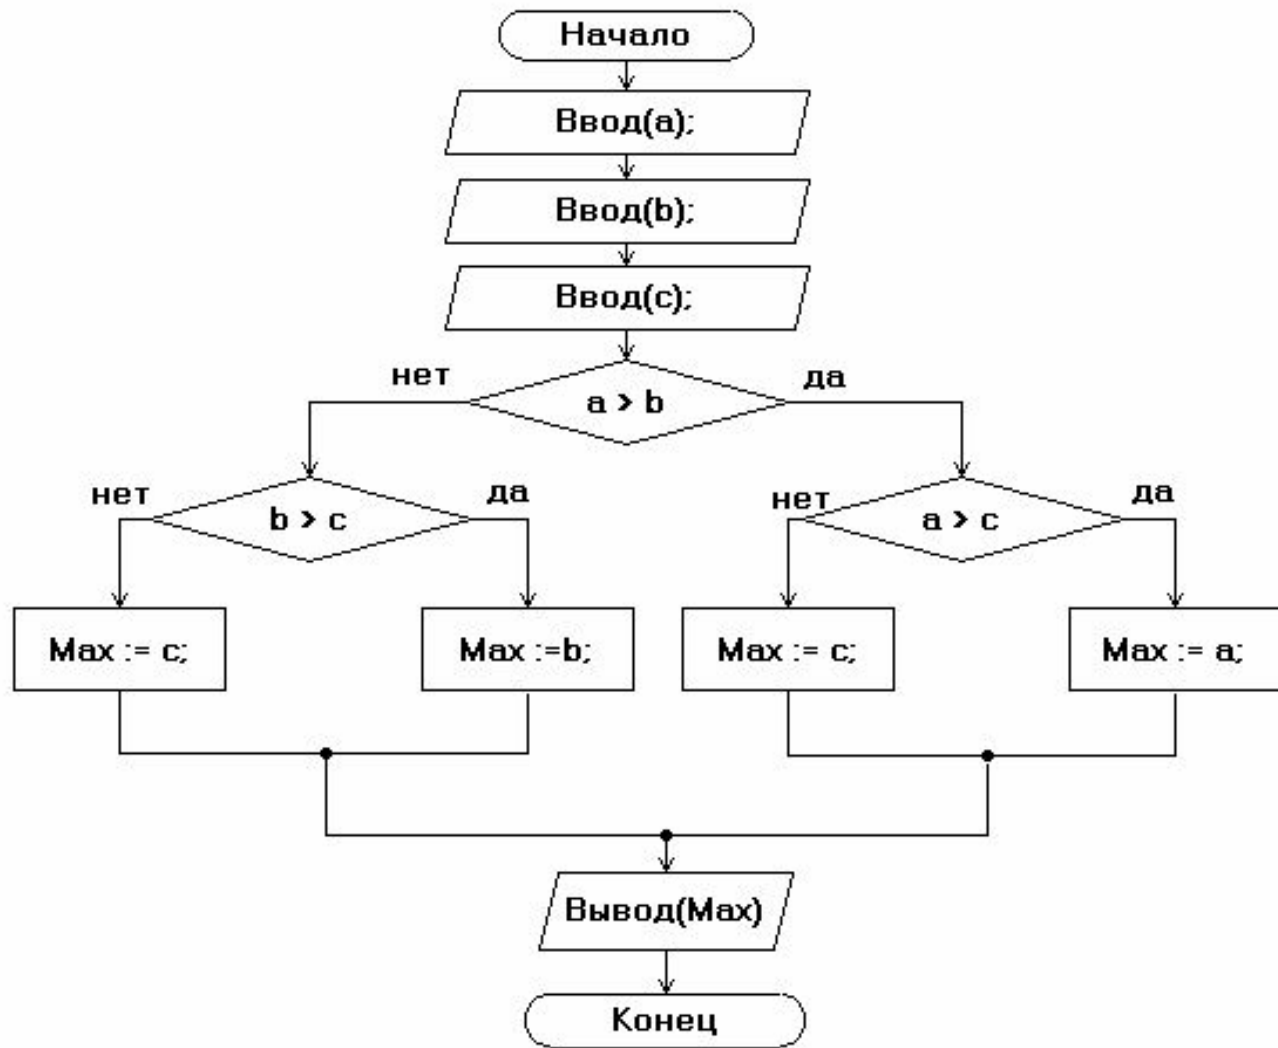 Начало
Ввод(a);
Ввод(b);
Ввод(c);
нет
a > b
да
нет
b > c
да
нет
a > c
да
Max := c;
Max :=b;
Max := c;
Max := a;
Вывод(Max)
Конец